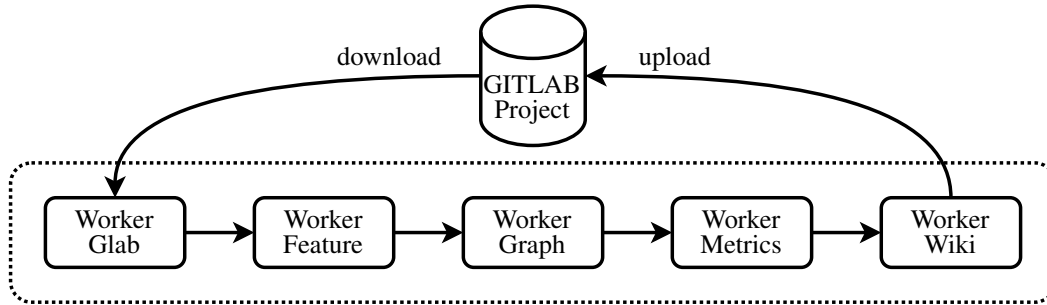 download
upload
GITLAB
Project
Worker
Glab
Worker
Feature
Worker
Graph
Worker
Metrics
Worker
Wiki